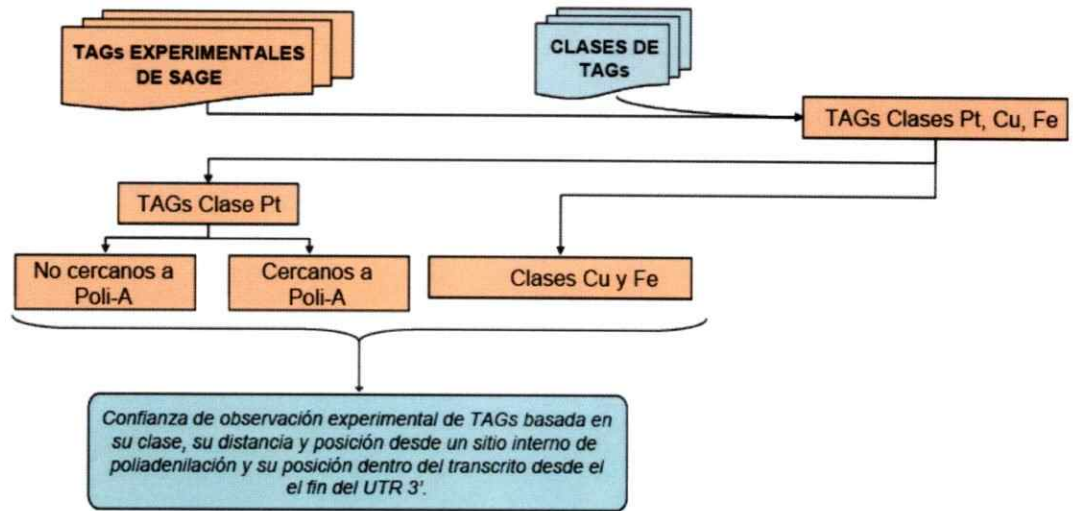 TAGs EXPERIMENTALES
DE SAGE
CLASES DE
TAGs
TAGs Clases Pt, Cu, Fe
TAGs Clase Pt
No cercanos a
Poli-A
Cercanos a
Poli-A
Clases Cu y Fe
Confianza de observación experimental de TAGs basada en
su clase, su distancia y posición desde un sitio interno de
poliadenilación y su posición dentro del transcrito desde el
el fin del UTR 3'.